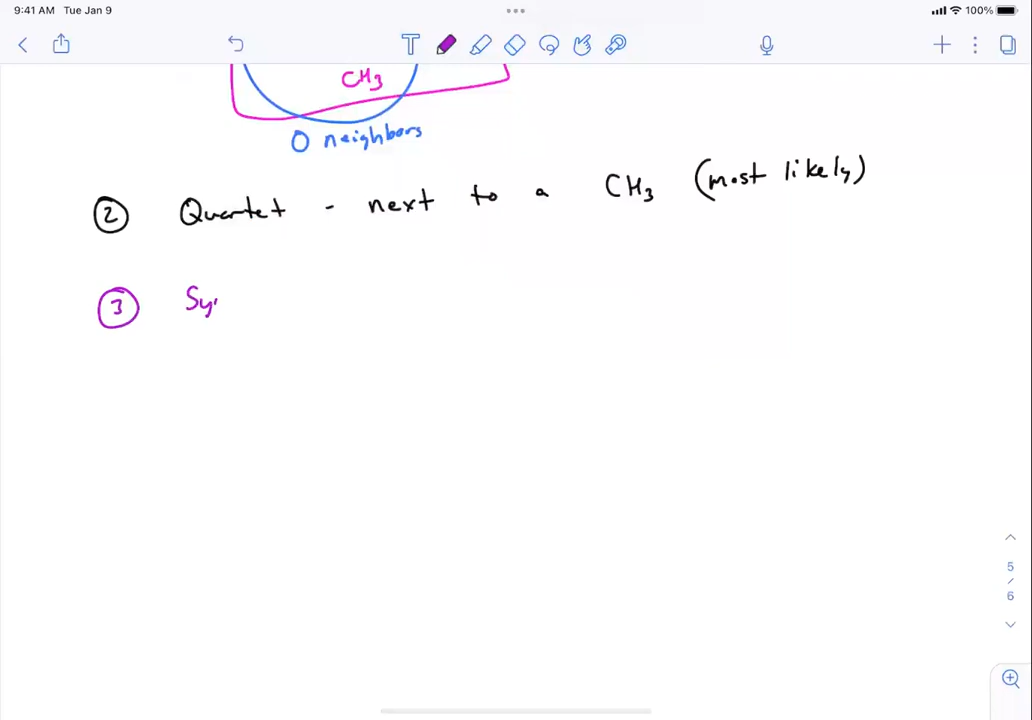 9:41 AM Tue Jan 9
100%
CH3
0 neighbors
② Quartet - next to a CH3 (most likely)
③ Sy
5
/
6